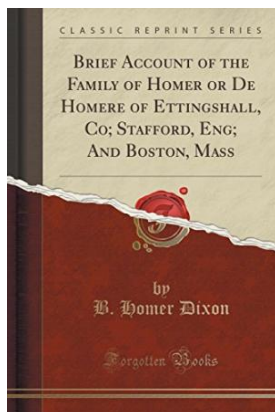 CLASSIC REPRINT SERIES
BRIEF ACCOUNT OF THE
FAMILY OF HOMER OR DE
HOMERE OF ETTINGSHALL,
CO; STAFFORD, ENG;
AND BOSTON, MASS
by
B. Homer Dixon
Forgotten Books